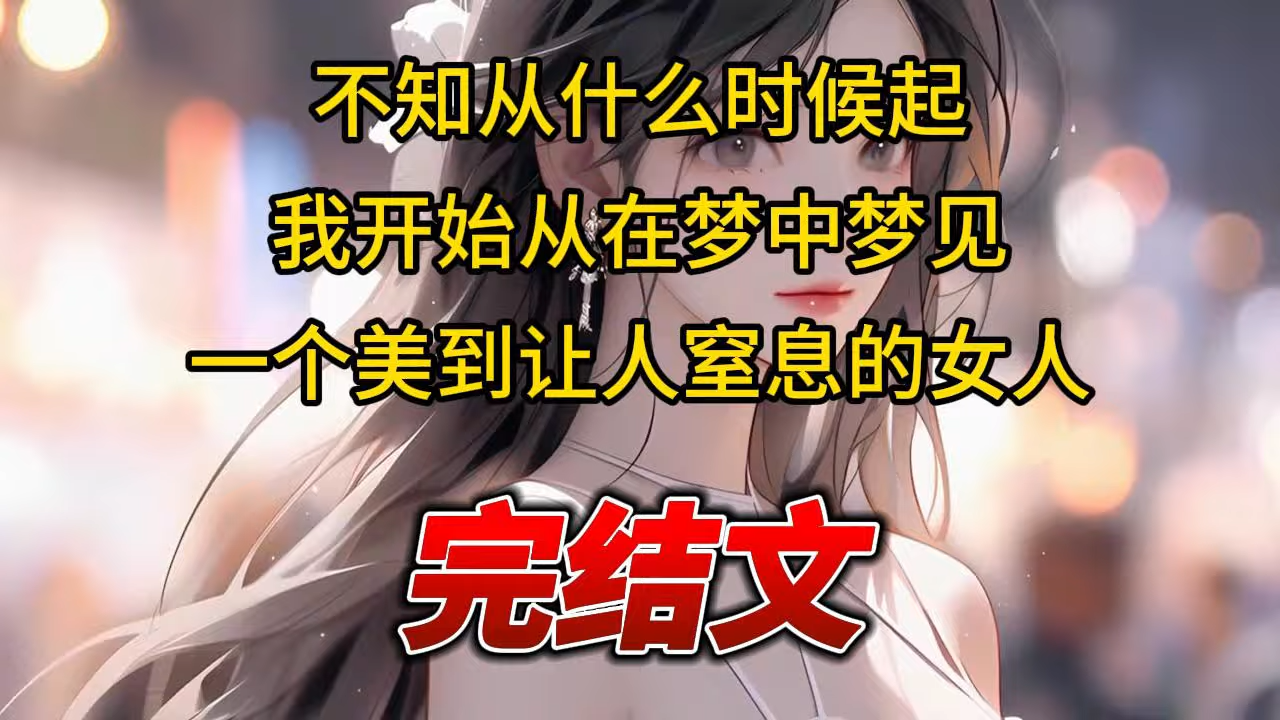 不知从什么时候起
我开始从在梦中梦见
一个美到让人窒息的女人
完结文